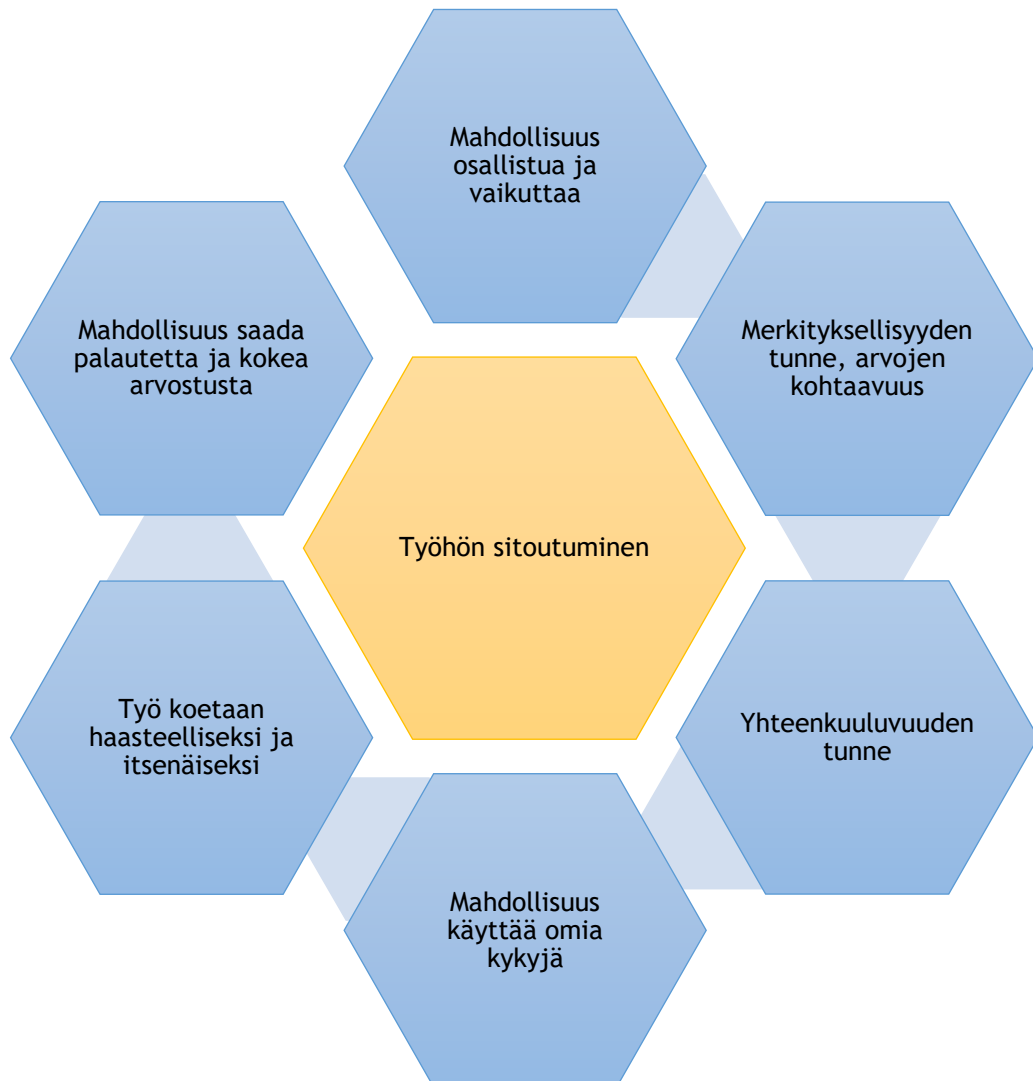 Mahdollisuus
osallistua ja
vaikuttaa
Merkityksellisyyden
tunne, arvojen
kohtaavuus
Yhteenkuuluvuuden
tunne
Mahdollisuus
käyttää omia
kykyjä
Työ koetaan
haasteelliseksi ja
itsenäiseksi
Mahdollisuus saada
palautetta ja kokea
arvostusta
Työhön sitoutuminen